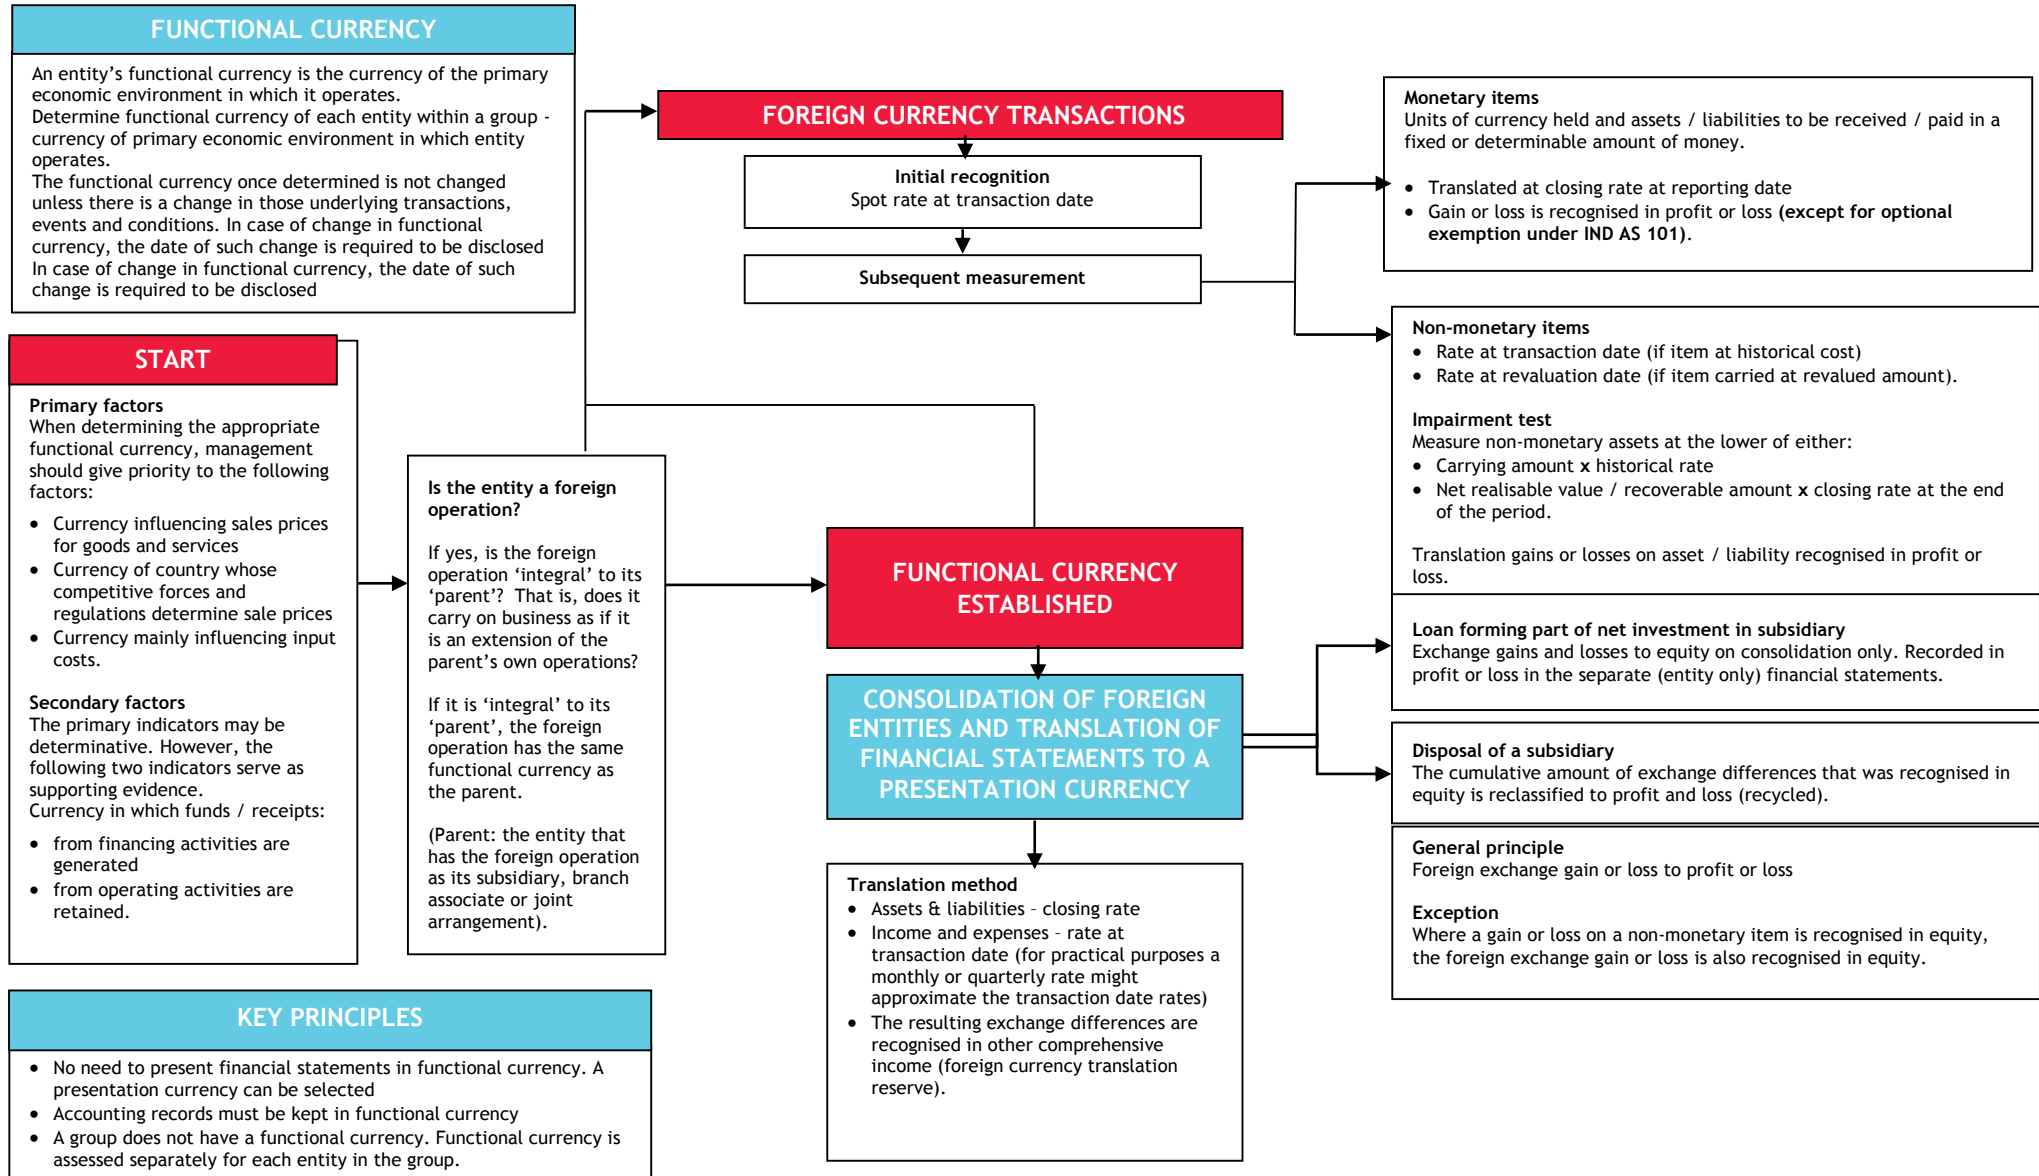 FUNCTIONAL CURRENCY
An entity’s functional currency is the currency of the primary
economic environment in which it operates.
Determine functional currency of each entity within a group -
currency of primary economic environment in which entity
operates.
The functional currency once determined is not changed
unless there is a change in those underlying transactions,
events and conditions. In case of change in functional
currency, the date of such change is required to be disclosed
In case of change in functional currency, the date of such
change is required to be disclosed
START
Primary factors
When determining the appropriate
functional currency, management
should give priority to the following
factors:
• Currency influencing sales prices
for goods and services
• Currency of country whose
competitive forces and
regulations determine sale prices
• Currency mainly influencing input
costs.
Secondary factors
The primary indicators may be
determinative. However, the
following two indicators serve as
supporting evidence.
Currency in which funds / receipts:
• from financing activities are
generated
• from operating activities are
retained.
Is the entity a foreign
operation?
If yes, is the foreign
operation ‘integral’ to its
‘parent’? That is, does it
carry on business as if it
is an extension of the
parent’s own operations?
If it is ‘integral’ to its
‘parent’, the foreign
operation has the same
functional currency as
the parent.
(Parent: the entity that
has the foreign operation
as its subsidiary, branch
associate or joint
arrangement).
KEY PRINCIPLES
• No need to present financial statements in functional currency. A
presentation currency can be selected
• Accounting records must be kept in functional currency
• A group does not have a functional currency. Functional currency is
assessed separately for each entity in the group.
FOREIGN CURRENCY TRANSACTIONS
Initial recognition
Spot rate at transaction date
Subsequent measurement
FUNCTIONAL CURRENCY
ESTABLISHED
CONSOLIDATION OF FOREIGN
ENTITIES AND TRANSLATION OF
FINANCIAL STATEMENTS TO A
PRESENTATION CURRENCY
Translation method
• Assets & liabilities – closing rate
• Income and expenses – rate at
transaction date (for practical purposes a
monthly or quarterly rate might
approximate the transaction date rates)
• The resulting exchange differences are
recognised in other comprehensive
income (foreign currency translation
reserve).
Monetary items
Units of currency held and assets / liabilities to be received / paid in a
fixed or determinable amount of money.
• Translated at closing rate at reporting date
• Gain or loss is recognised in profit or loss (except for optional
exemption under IND AS 101).
Non-monetary items
• Rate at transaction date (if item at historical cost)
• Rate at revaluation date (if item carried at revalued amount).
Impairment test
Measure non-monetary assets at the lower of either:
• Carrying amount x historical rate
• Net realisable value / recoverable amount x closing rate at the end
of the period.
Translation gains or losses on asset / liability recognised in profit or
loss.
Loan forming part of net investment in subsidiary
Exchange gains and losses to equity on consolidation only. Recorded in
profit or loss in the separate (entity only) financial statements.
Disposal of a subsidiary
The cumulative amount of exchange differences that was recognised in
equity is reclassified to profit and loss (recycled).
General principle
Foreign exchange gain or loss to profit or loss
Exception
Where a gain or loss on a non-monetary item is recognised in equity,
the foreign exchange gain or loss is also recognised in equity.